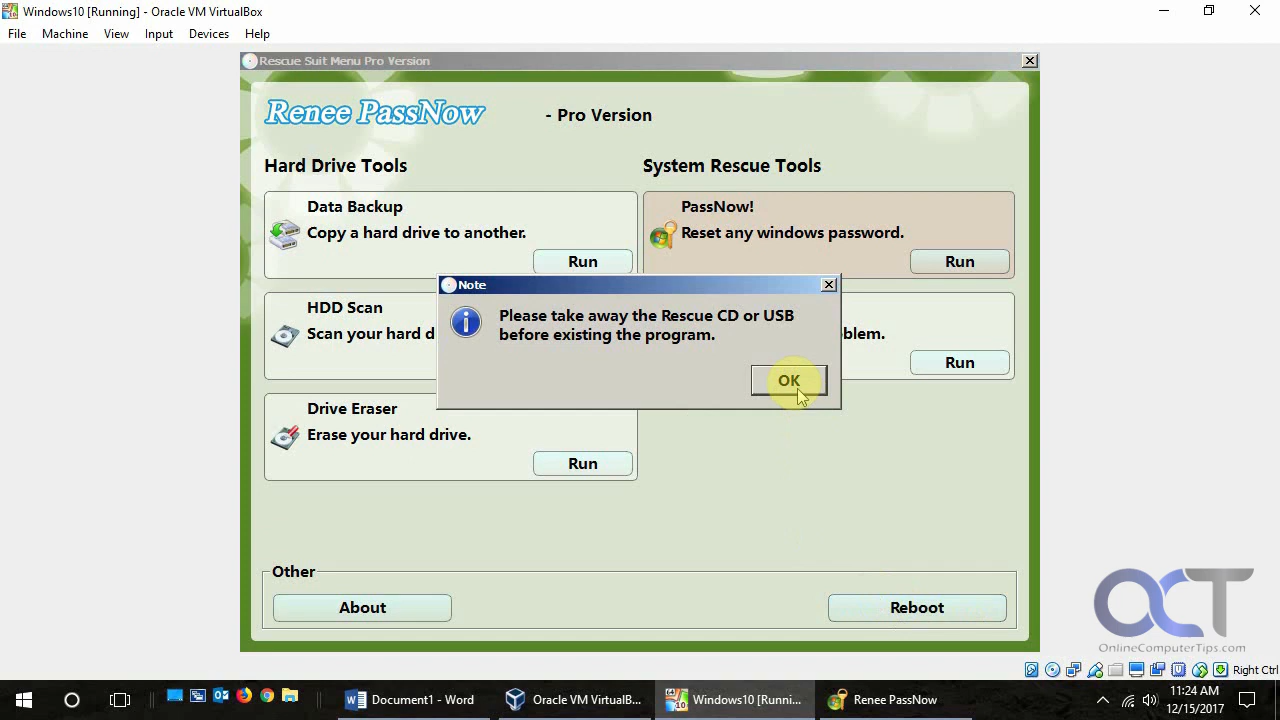 Windows10 [Running] - Oracle VM VirtualBox
File Machine View Input Devices Help
Rescue Suit Menu Pro Version
Renee PassNow - Pro Version
Hard Drive Tools
System Rescue Tools
Data Backup
Copy a hard drive to another.
Run
PassNow!
Reset any windows password.
Run
HDD Scan
Scan your hard d
blem.
Run
Note
Please take away the Rescue CD or USB
before existing the program.
OK
Drive Eraser
Erase your hard drive.
Run
Other
About
Reboot
OCT
OnlineComputerTips.com
Right Ctrl
Document1 - Word
Oracle VM VirtualB...
Windows10 [Runnin...
Renee PassNow
11:24 AM
12/15/2017